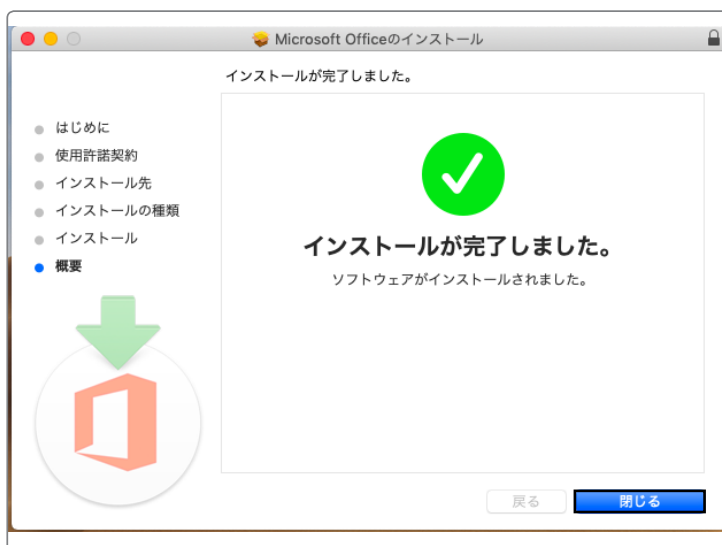 Microsoft Officeのインストール
インストールが完了しました。
はじめに
使用許諾契約
インストール先
インストールの種類
インストール
概要
インストールが完了しました。
ソフトウェアがインストールされました。
戻る
閉じる